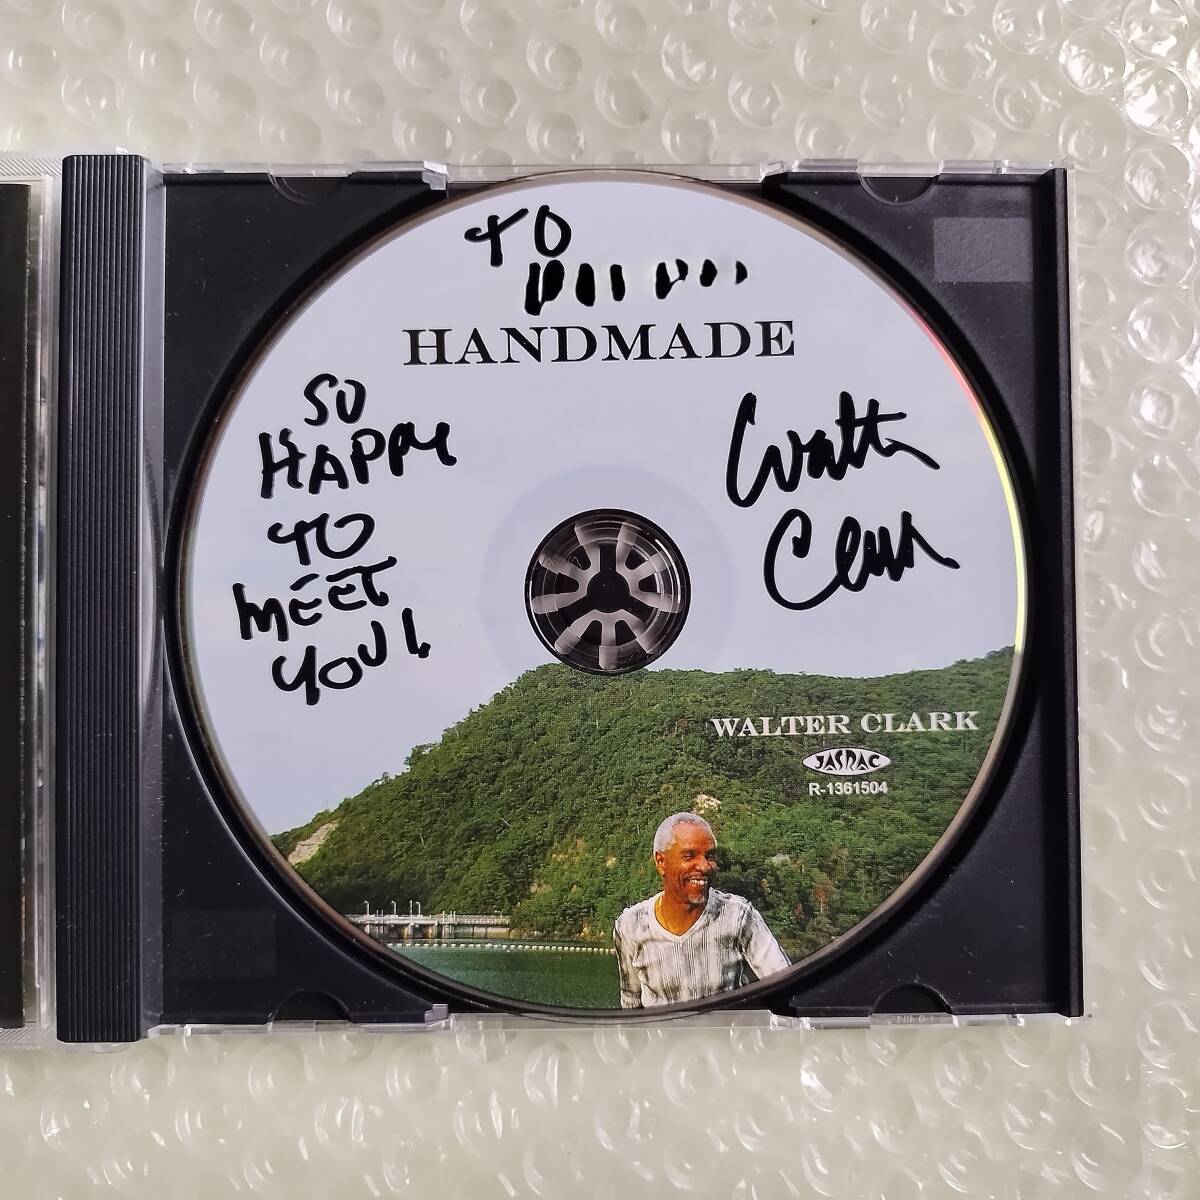 TO
HANDMADE
SO
HAPPY
TO
MEET
YOU!
Walter
Clark
WALTER CLARK
JASRAC
R-1361504